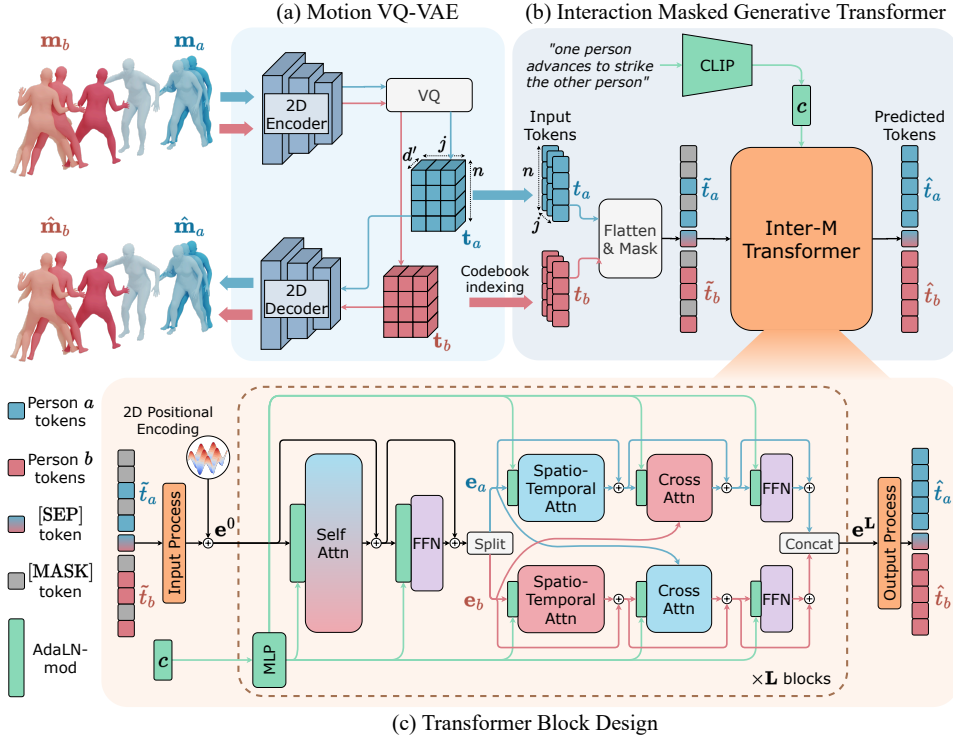 (a) Motion VQ-VAE
(b) Interaction Masked Generative Transformer
m_b
m_a
2D
Encoder
VQ
d'
j
n
t_a
m̂_b
m̂_a
2D
Decoder
t_b
"one person
advances to strike
the other person"
CLIP
c
Input
Tokens
n
j
t_a
Codebook
indexing
t_b
Flatten
& Mask
t̃_a
t̃_b
Inter-M
Transformer
Predicted
Tokens
t̂_a
t̂_b
Person a
tokens
Person b
tokens
[SEP]
token
[MASK]
token
AdaLN-
mod
2D Positional
Encoding
t̃_a
t̃_b
Input Process
e^0
c
MLP
Self
Attn
FFN
Split
e_a
e_b
Spatio-
Temporal
Attn
Cross
Attn
FFN
Spatio-
Temporal
Attn
Cross
Attn
FFN
Concat
e^L
×L blocks
Output Process
t̂_a
t̂_b
(c) Transformer Block Design